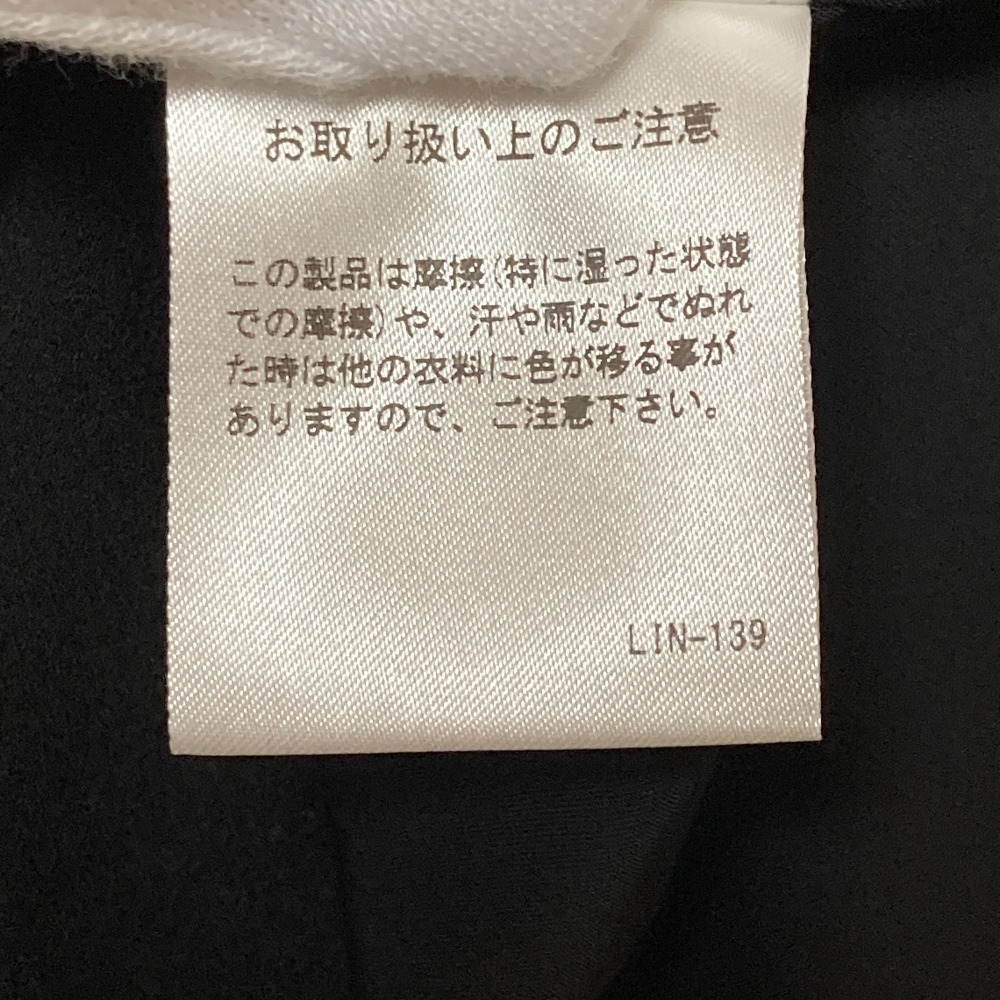 お取り扱い上のご注意
この製品は摩擦(特に湿った状態
での摩擦)や、汗や雨などでぬれ
た時は他の衣料に色が移る事が
ありますので、ご注意下さい。
LIN-139